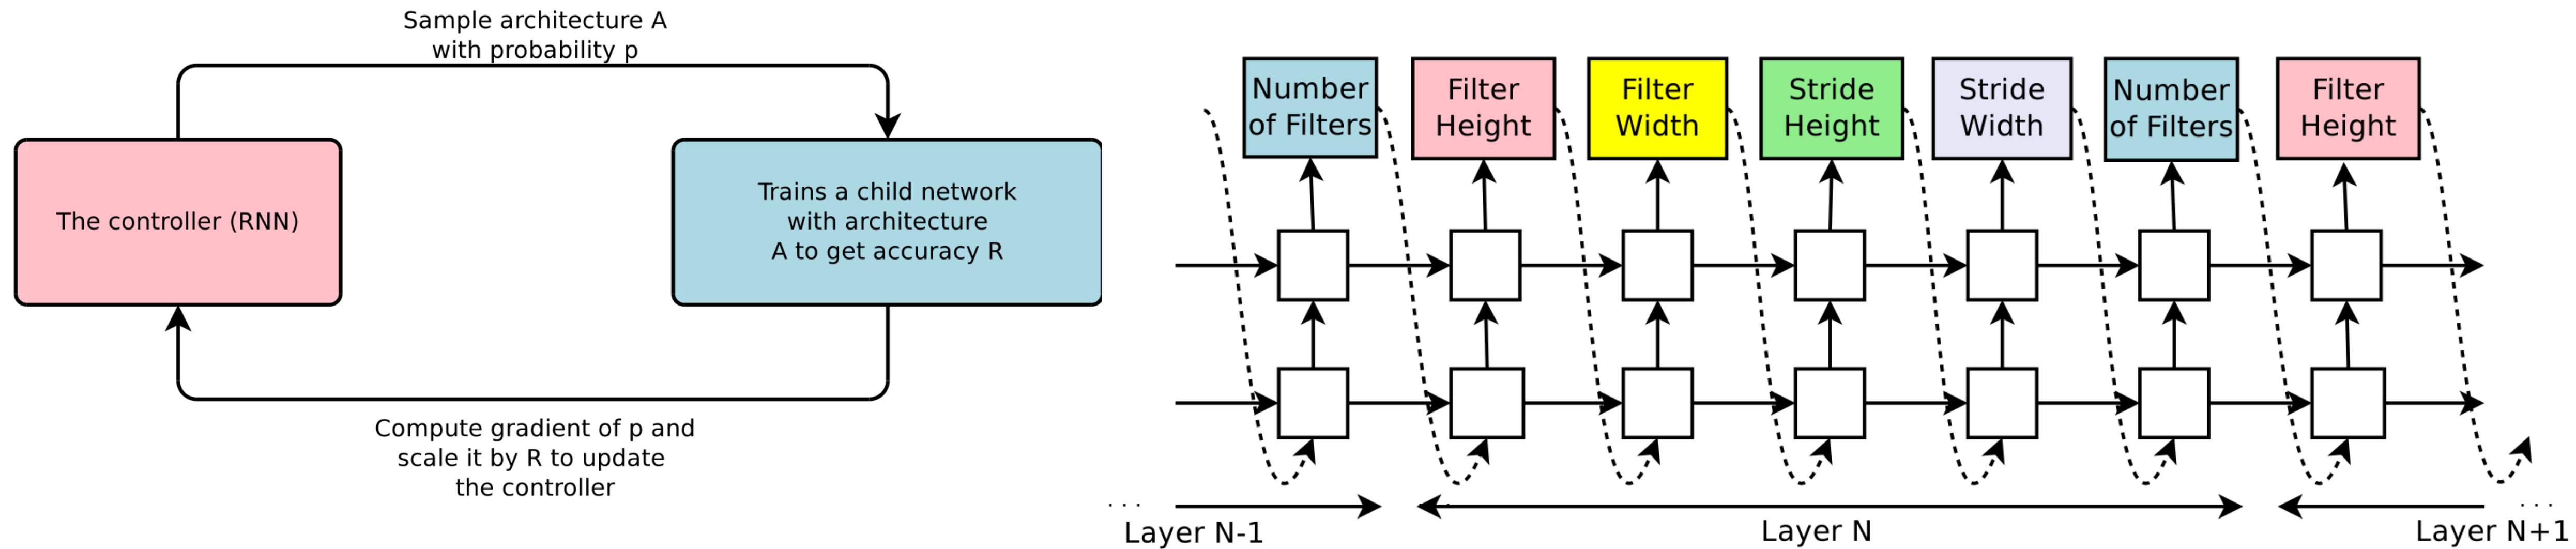 Sample architecture A
with probability p
The controller (RNN)
Trains a child network
with architecture
A to get accuracy R
Compute gradient of p and
scale it by R to update
the controller
Number
of Filters
Filter
Height
Filter
Width
Stride
Height
Stride
Width
Number
of Filters
Filter
Height
. . .
Layer N-1
Layer N
. . .
Layer N+1